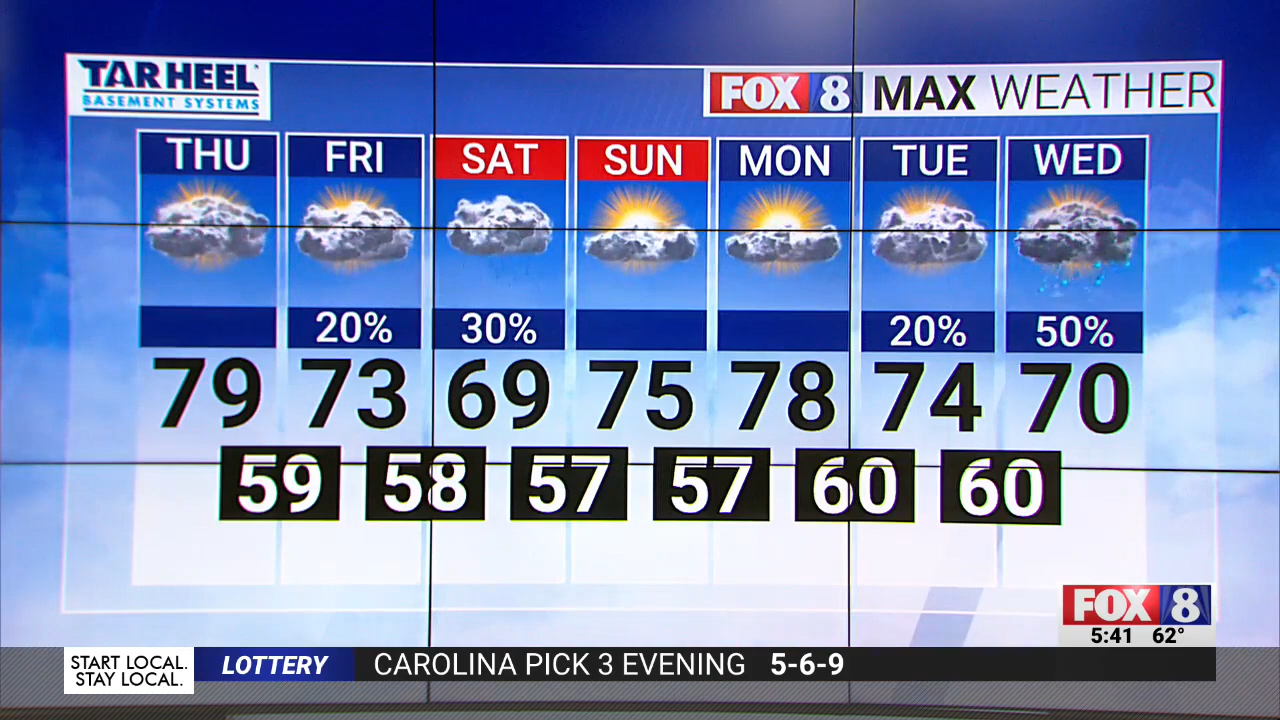 TAR HEEL
BASEMENT SYSTEMS
FOX 8 MAX WEATHER
THU FRI SAT SUN MON TUE WED
20% 30% 20% 50%
79 73 69 75 78 74 70
59 58 57 57 60 60
FOX 8
5:41 62°
START LOCAL.
STAY LOCAL.
LOTTERY CAROLINA PICK 3 EVENING 5-6-9